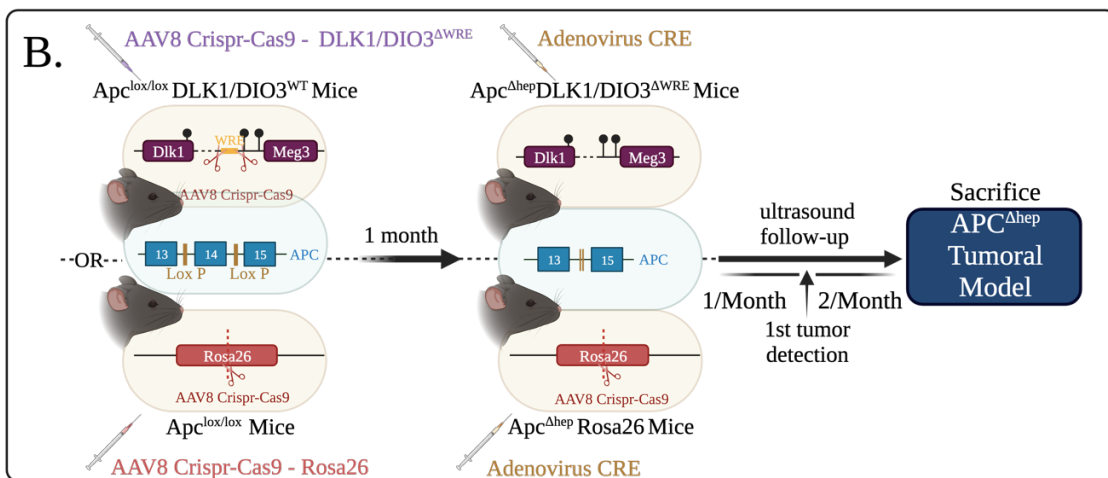 B.
AAV8 Crispr-Cas9 - DLK1/DIO3ΔWRE
Apclox/lox DLK1/DIO3WT Mice
WRE
Dlk1
Meg3
AAV8 Crispr-Cas9
--OR--
13
14
15
APC
Lox P
Lox P
Rosa26
AAV8 Crispr-Cas9
Apclox/lox Mice
AAV8 Crispr-Cas9 - Rosa26
1 month
Adenovirus CRE
ApcΔhepDLK1/DIO3ΔWRE Mice
Dlk1
Meg3
13
15
APC
Rosa26
AAV8 Crispr-Cas9
ApcΔhep Rosa26 Mice
Adenovirus CRE
ultrasound
follow-up
1/Month
2/Month
1st tumor
detection
Sacrifice
APCΔhep
Tumoral
Model